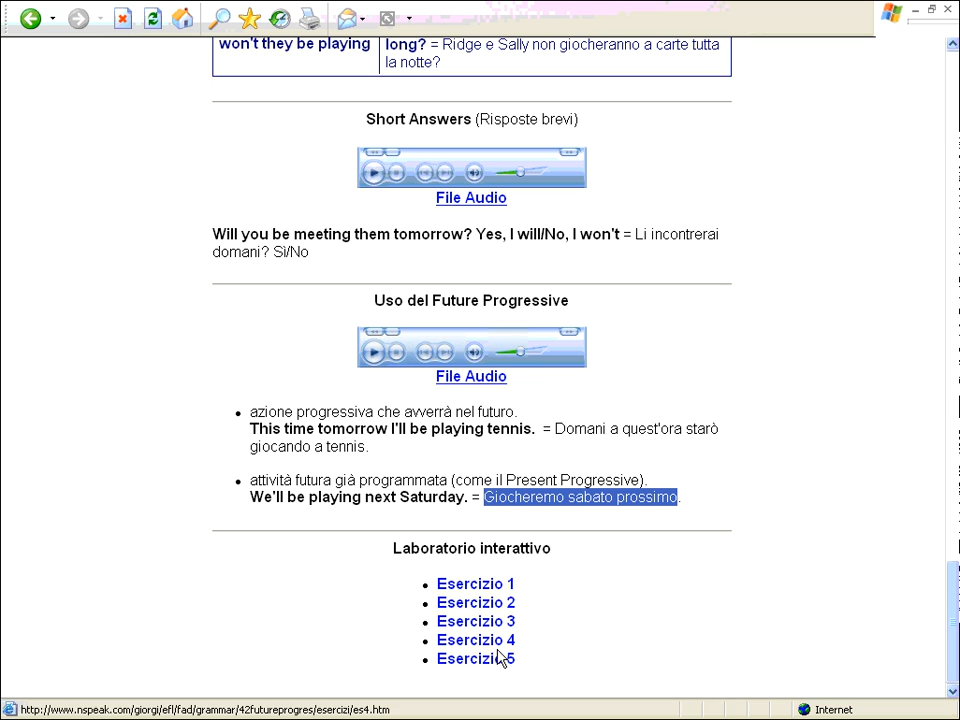 won't they be playing
long? = Ridge e Sally non giocheranno a carte tutta
la notte?
Short Answers (Risposte brevi)
File Audio
Will you be meeting them tomorrow? Yes, I will/No, I won't = Li incontrerai
domani? Sì/No
Uso del Future Progressive
File Audio
• azione progressiva che avverrà nel futuro.
This time tomorrow I'll be playing tennis. = Domani a quest'ora starò
giocando a tennis.
• attività futura già programmata (come il Present Progressive).
We'll be playing next Saturday. = Giocheremo sabato prossimo.
Laboratorio interattivo
• Esercizio 1
• Esercizio 2
• Esercizio 3
• Esercizio 4
• Esercizio 5
http://www.nspeak.com/giorgi/efl/fad/grammar/42futureprogres/esercizi/es4.htm
Internet